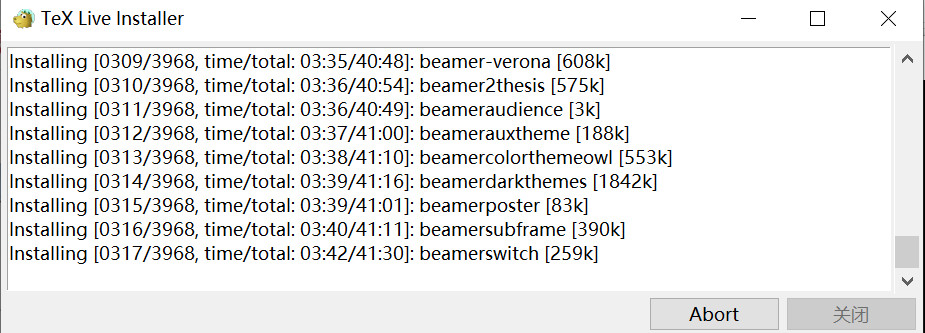 TeX Live Installer
Installing [0309/3968, time/total: 03:35/40:48]: beamer-verona [608k]
Installing [0310/3968, time/total: 03:36/40:54]: beamer2thesis [575k]
Installing [0311/3968, time/total: 03:36/40:49]: beameraudience [3k]
Installing [0312/3968, time/total: 03:37/41:00]: beamerauxtheme [188k]
Installing [0313/3968, time/total: 03:38/41:10]: beamercolorthemeowl [553k]
Installing [0314/3968, time/total: 03:39/41:16]: beamerdarkthemes [1842k]
Installing [0315/3968, time/total: 03:39/41:01]: beamerposter [83k]
Installing [0316/3968, time/total: 03:40/41:11]: beamersubframe [390k]
Installing [0317/3968, time/total: 03:42/41:30]: beamerswitch [259k]
Abort 关闭